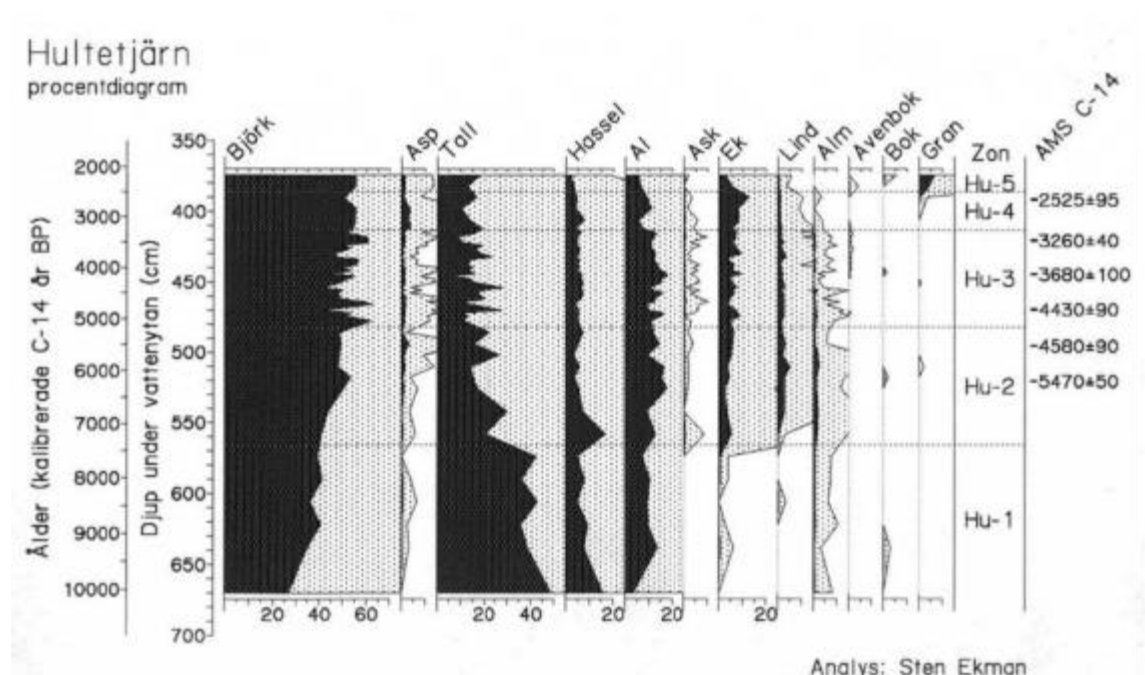 Hultetjärn
procentdiagram
Ålder (kalibrerade C-14 år BP)
2000
3000
4000
5000
6000
7000
8000
9000
10000
Djup under vattenytan (cm)
350
400
450
500
550
600
650
700
Björk
Asp
Tall
Hassel
Al
Ask
Ek
Lind
Alm
Avenbok
Bok
Gran
Zon
AMS C-14
Hu-5
Hu-4
Hu-3
Hu-2
Hu-1
-2525±95
-3260±40
-3680±100
-4430±90
-4580±90
-5470±50
20 40 60 20 40 20 20 20
Analys: Sten Ekman